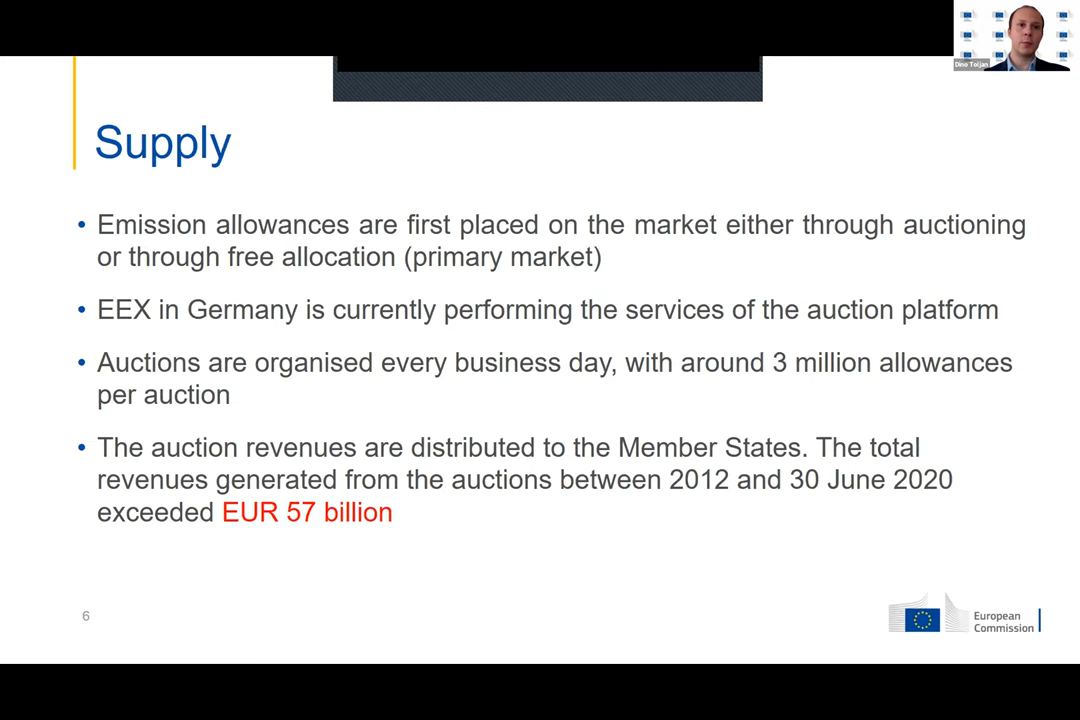 Dino Toljan
Supply
• Emission allowances are first placed on the market either through auctioning
or through free allocation (primary market)
• EEX in Germany is currently performing the services of the auction platform
• Auctions are organised every business day, with around 3 million allowances
per auction
• The auction revenues are distributed to the Member States. The total
revenues generated from the auctions between 2012 and 30 June 2020
exceeded EUR 57 billion
6
European
Commission